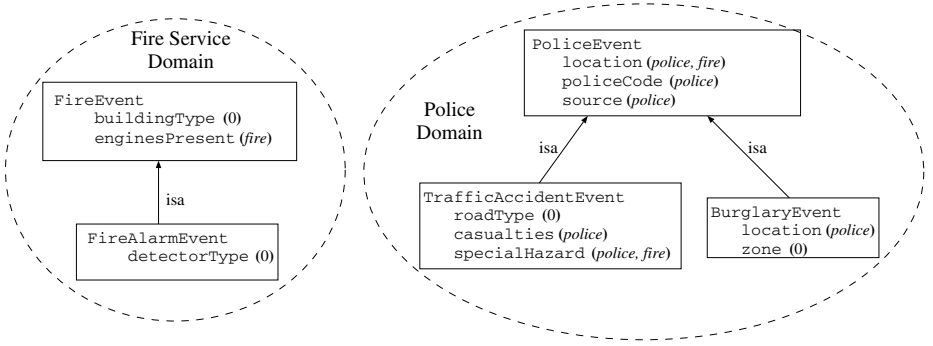 Fire Service
Domain
FireEvent
buildingType (0)
enginesPresent (fire)
isa
FireAlarmEvent
detectorType (0)
Police
Domain
PoliceEvent
location (police, fire)
policeCode (police)
source (police)
isa
isa
TrafficAccidentEvent
roadType (0)
casualties (police)
specialHazard (police, fire)
BurglaryEvent
location (police)
zone (0)